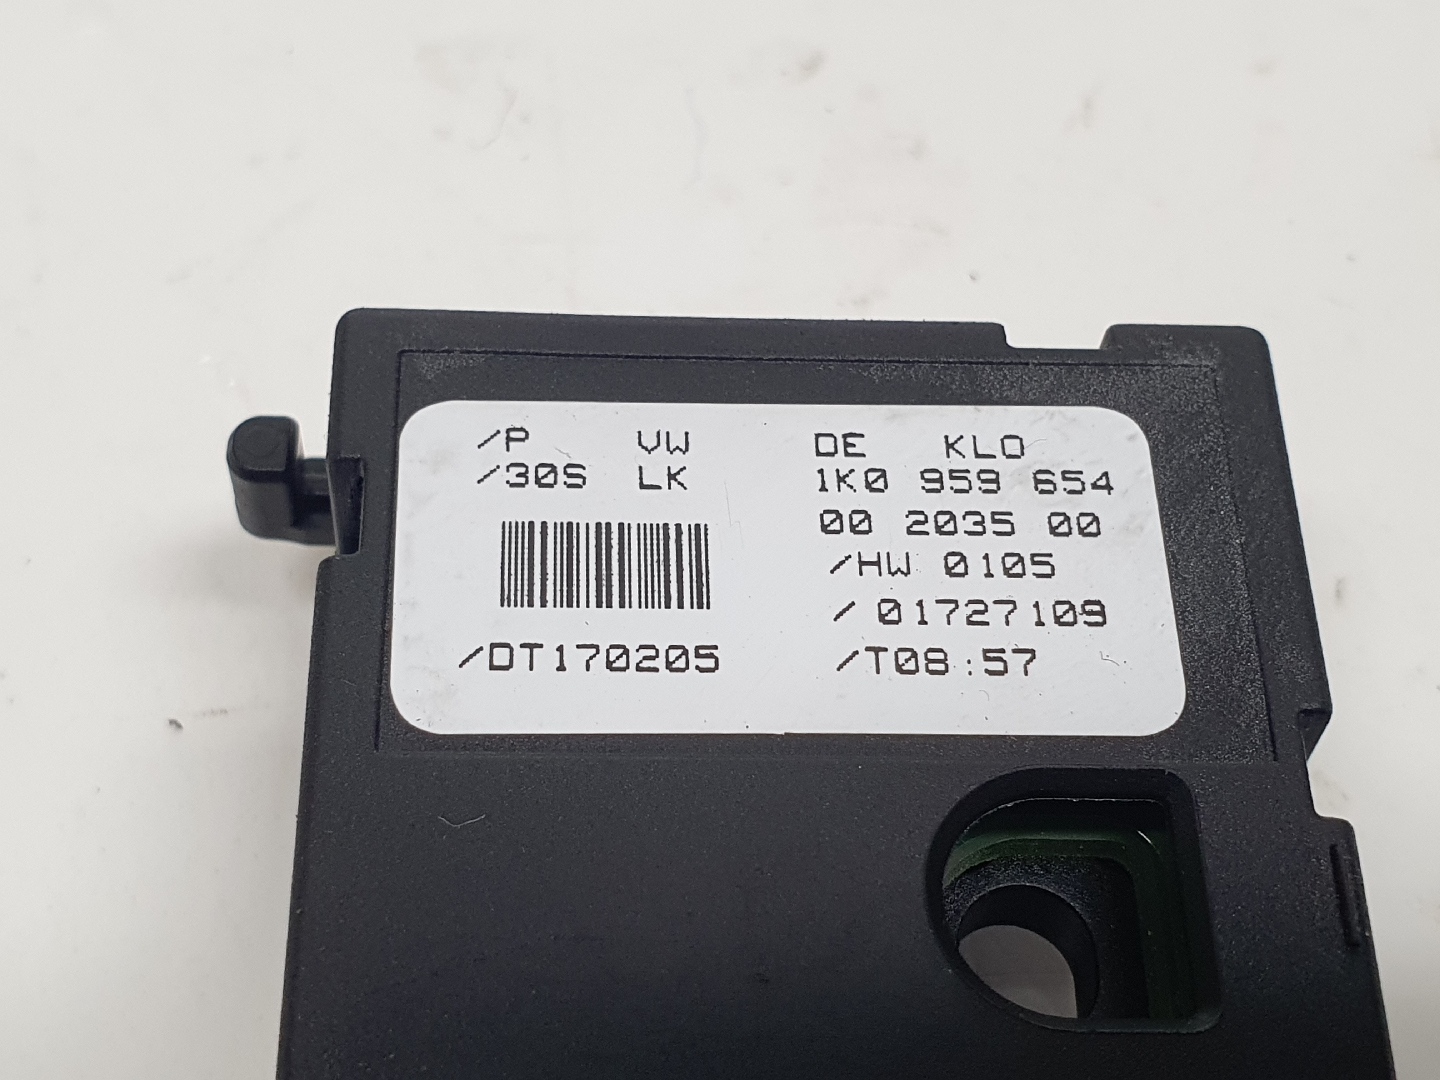 /P VW DE KLO
/30S LK 1K0 959 654
00 2035 00
/HW 0105
/ 01727109
/DT170205 /T08:57